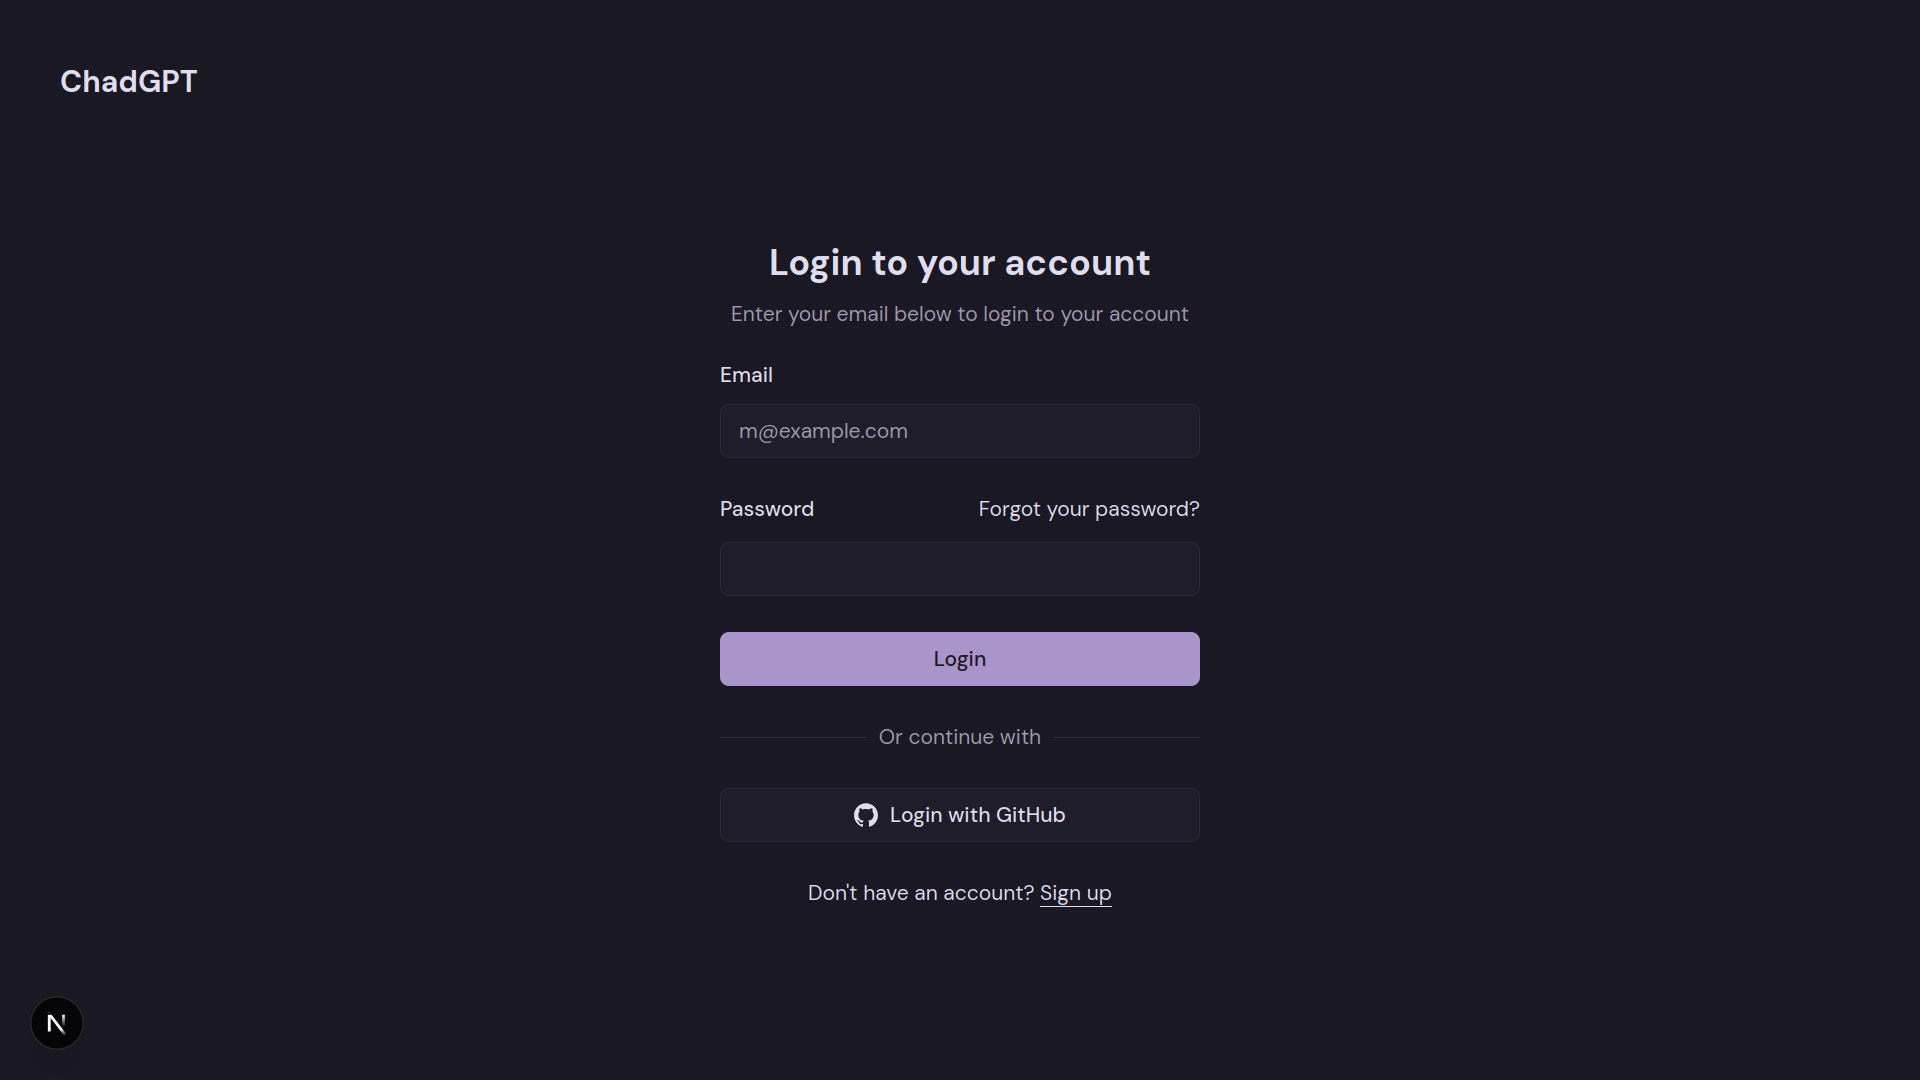 ChadGPT
Login to your account
Enter your email below to login to your account
Email
m@example.com
Password
Forgot your password?
Login
Or continue with
Login with GitHub
Don't have an account? Sign up
N